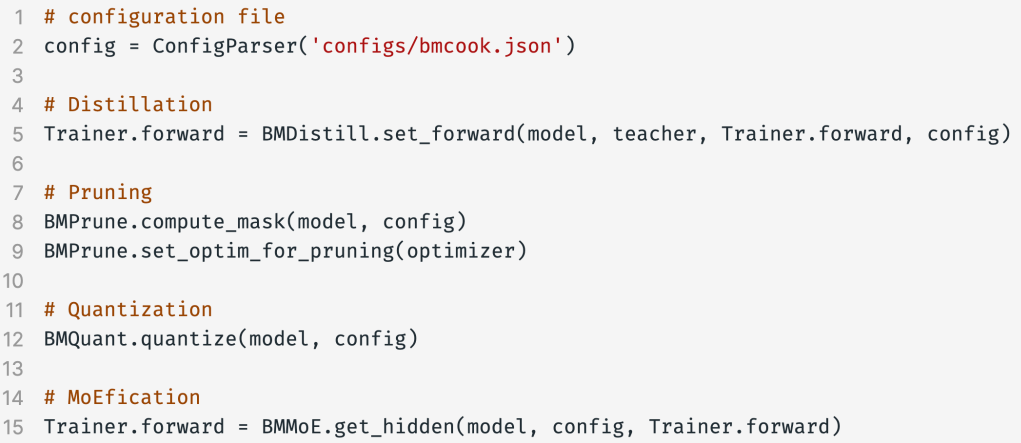 1 # configuration file
2 config = ConfigParser('configs/bmcook.json')
3
4 # Distillation
5 Trainer.forward = BMDistill.set_forward(model, teacher, Trainer.forward, config)
6
7 # Pruning
8 BMPrune.compute_mask(model, config)
9 BMPrune.set_optim_for_pruning(optimizer)
10
11 # Quantization
12 BMQuant.quantize(model, config)
13
14 # MoEfication
15 Trainer.forward = BMMoE.get_hidden(model, config, Trainer.forward)